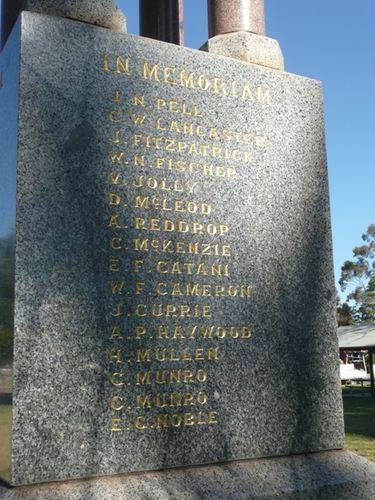 IN MEMORIAM
J. N. PELL
C. W. LANCASTER
J. FITZPATRICK
W. N. FISCHER
V. JOLLY
D. McLEOD
A. REDDROP
C. McKENZIE
E. F. CATANI
W. F. CAMERON
J. CURRIE
A. P. HAYWOOD
H. MULLEN
C. MUNRO
C. MUNRO
E. C. NOBLE